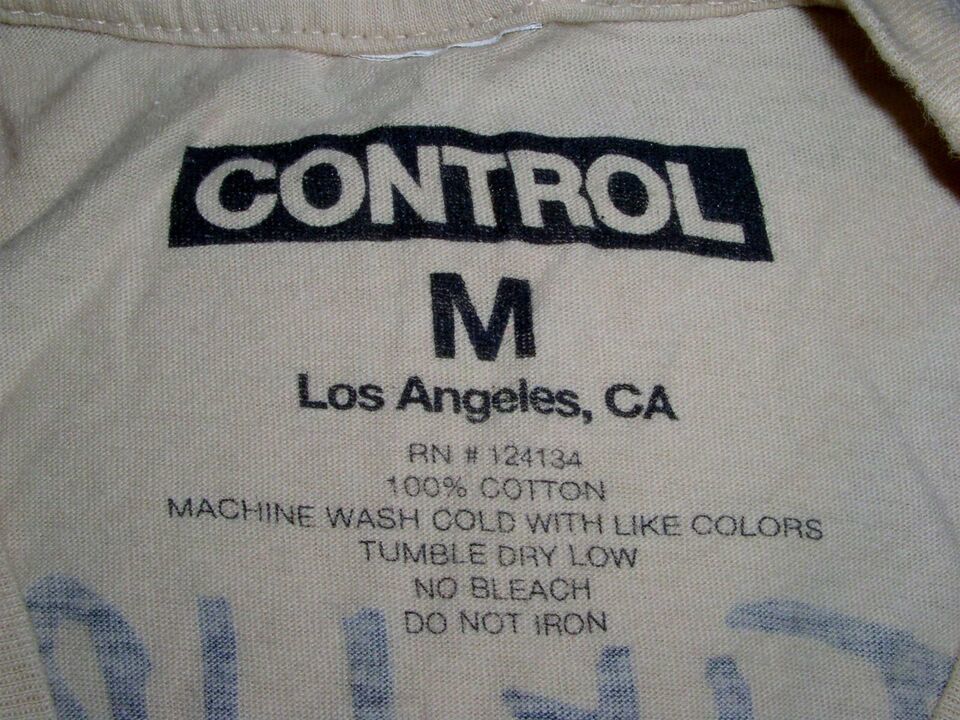 CONTROL
M
Los Angeles, CA
RN # 124134
100% COTTON
MACHINE WASH COLD WITH LIKE COLORS
TUMBLE DRY LOW
NO BLEACH
DO NOT IRON